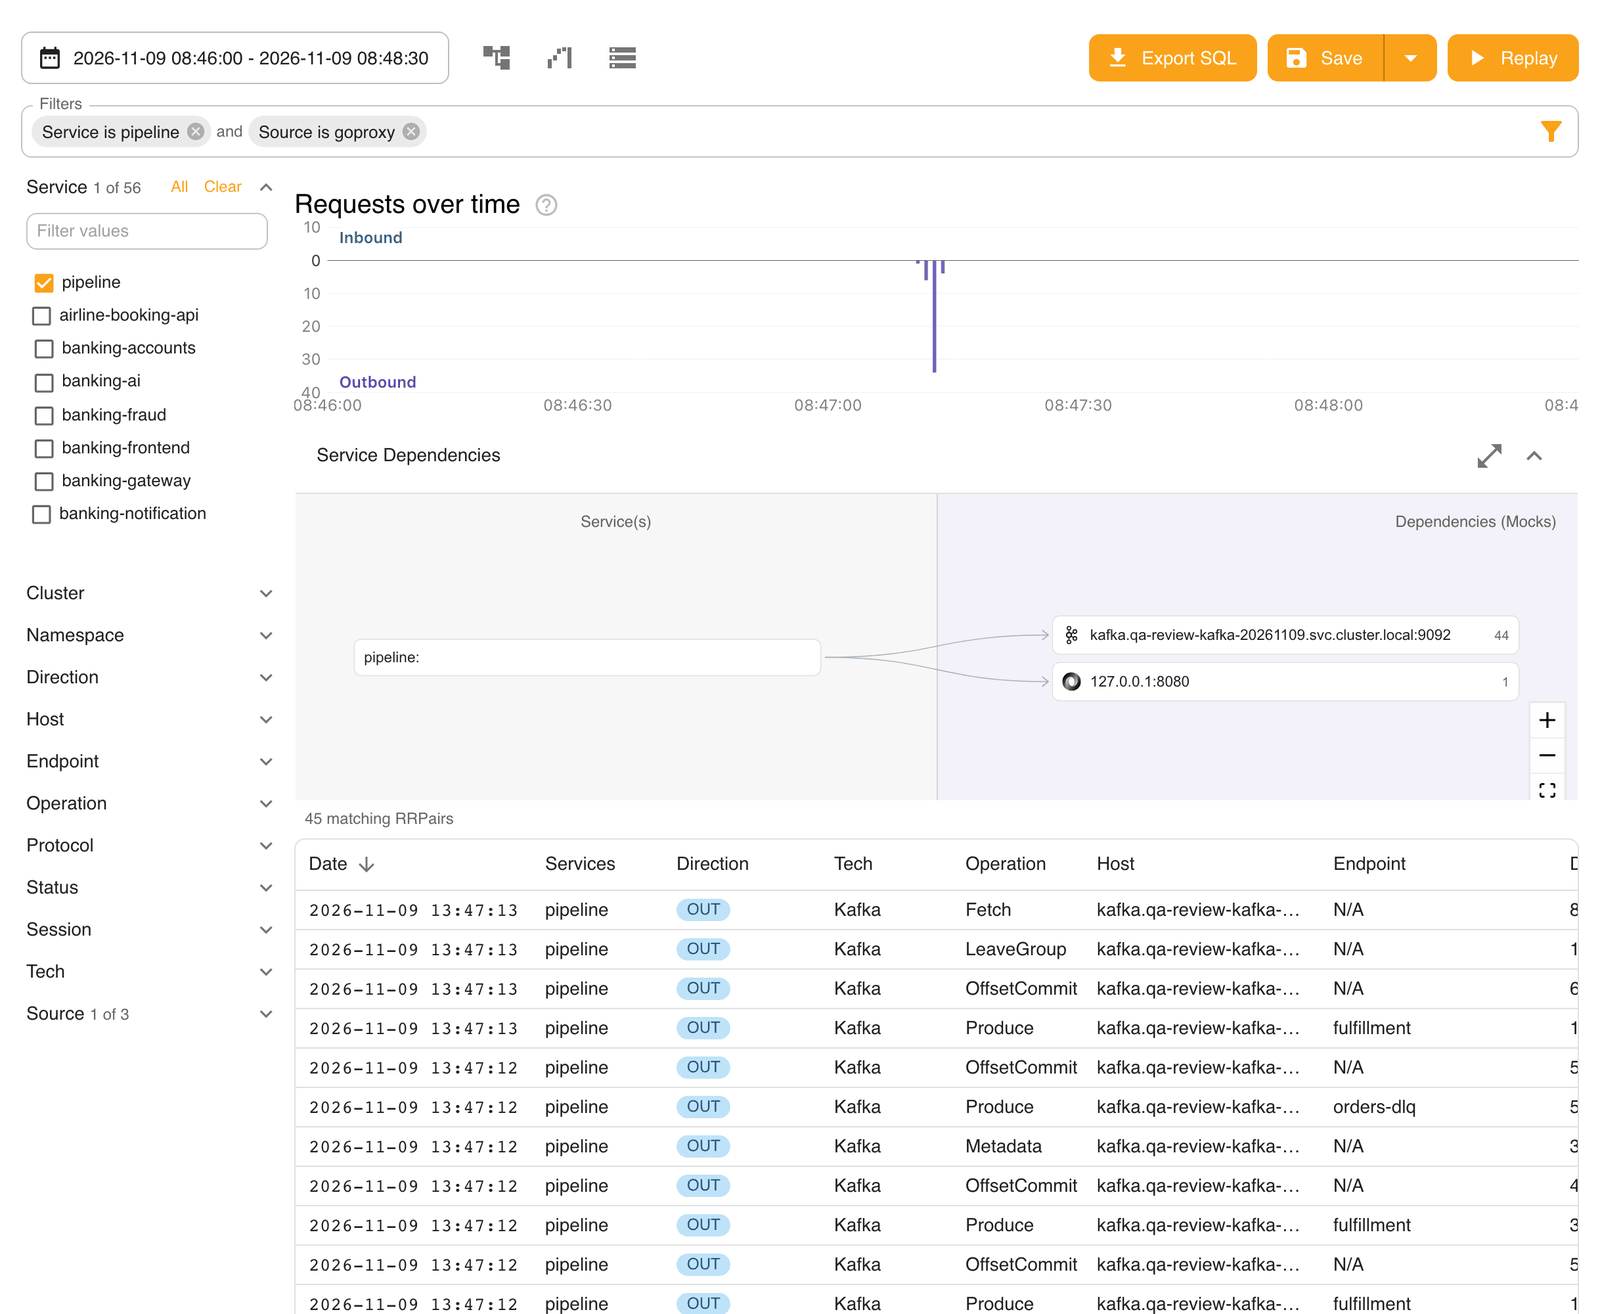 2026-11-09 08:46:00 - 2026-11-09 08:48:30
Export SQL
Save
Replay
Filters
Service is pipeline and Source is goproxy
Service 1 of 56 All Clear
Filter values
pipeline
airline-booking-api
banking-accounts
banking-ai
banking-fraud
banking-frontend
banking-gateway
banking-notification
Cluster
Namespace
Direction
Host
Endpoint
Operation
Protocol
Status
Session
Tech
Source 1 of 3
Requests over time ?
10
Inbound
0
10
20
30
Outbound
40
08:46:00 08:46:30 08:47:00 08:47:30 08:48:00 08:4
Service Dependencies
Service(s) Dependencies (Mocks)
pipeline:
kafka.qa-review-kafka-20261109.svc.cluster.local:9092 44
127.0.0.1:8080 1
45 matching RRPairs
Date Services Direction Tech Operation Host Endpoint
2026-11-09 13:47:13 pipeline OUT Kafka Fetch kafka.qa-review-kafka-... N/A 8
2026-11-09 13:47:13 pipeline OUT Kafka LeaveGroup kafka.qa-review-kafka-... N/A 1
2026-11-09 13:47:13 pipeline OUT Kafka OffsetCommit kafka.qa-review-kafka-... N/A 6
2026-11-09 13:47:13 pipeline OUT Kafka Produce kafka.qa-review-kafka-... fulfillment 1
2026-11-09 13:47:12 pipeline OUT Kafka OffsetCommit kafka.qa-review-kafka-... N/A 5
2026-11-09 13:47:12 pipeline OUT Kafka Produce kafka.qa-review-kafka-... orders-dlq 5
2026-11-09 13:47:12 pipeline OUT Kafka Metadata kafka.qa-review-kafka-... N/A 3
2026-11-09 13:47:12 pipeline OUT Kafka OffsetCommit kafka.qa-review-kafka-... N/A 4
2026-11-09 13:47:12 pipeline OUT Kafka Produce kafka.qa-review-kafka-... fulfillment 3
2026-11-09 13:47:12 pipeline OUT Kafka OffsetCommit kafka.qa-review-kafka-... N/A 5
2026-11-09 13:47:12 pipeline OUT Kafka Produce kafka.qa-review-kafka-... fulfillment 1